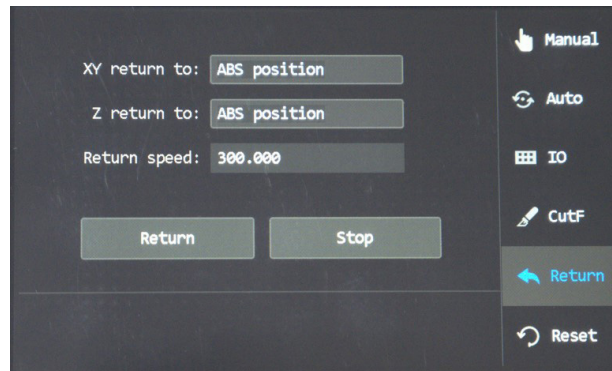 XY return to: ABS position
Z return to: ABS position
Return speed: 300.000
Return Stop
Manual
Auto
IO
CutF
Return
Reset